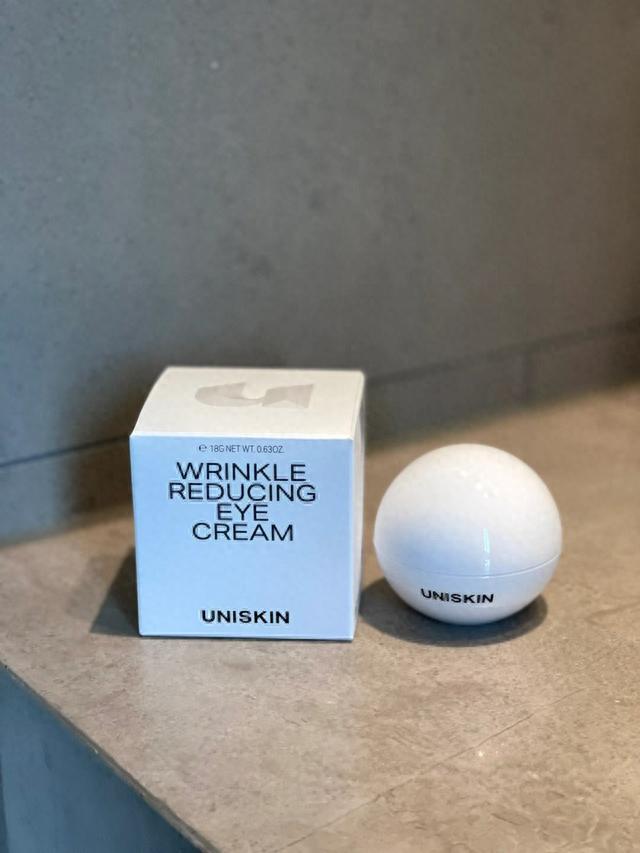 ℮ 18G NET WT. 0.63OZ.
WRINKLE
REDUCING
EYE
CREAM
UNISKIN
UNISKIN